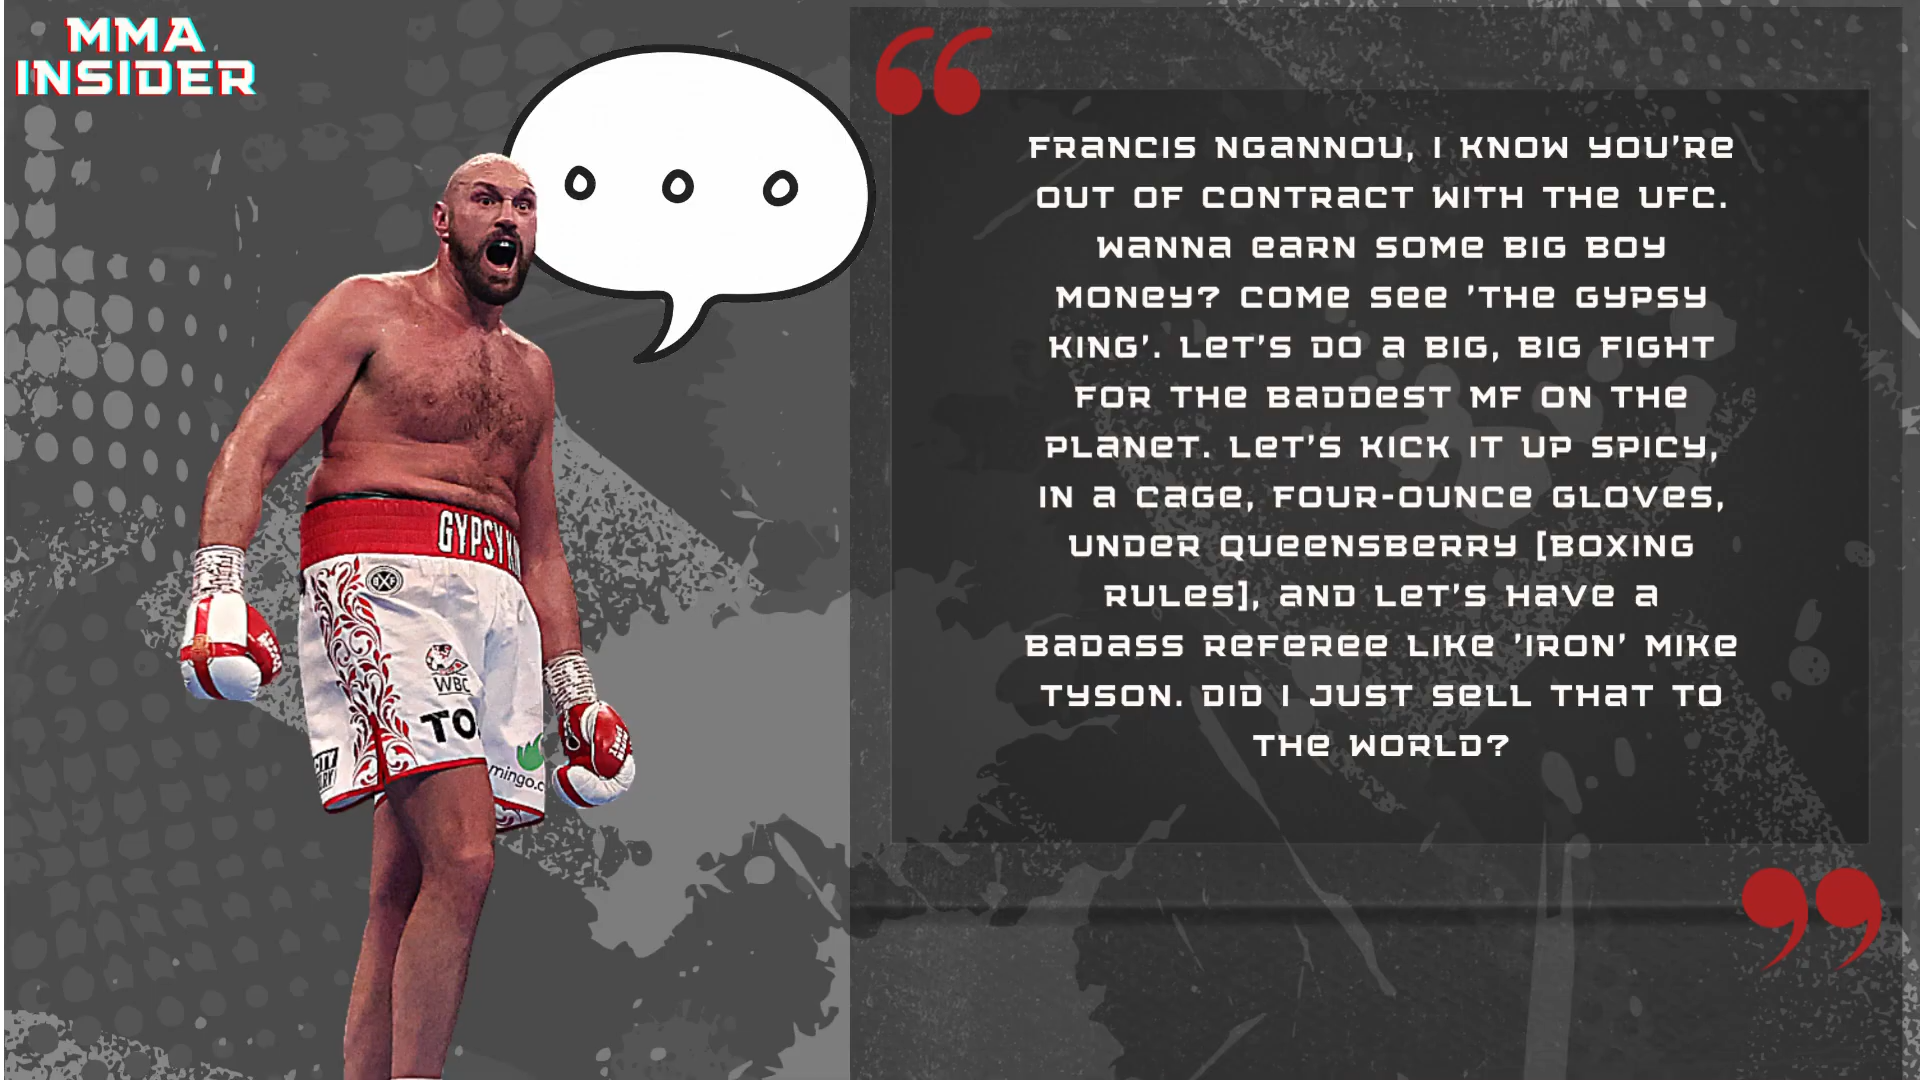 MMA
INSIDER
“
FRANCIS NGANNOU, I KNOW YOU'RE
OUT OF CONTRACT WITH THE UFC.
WANNA EARN SOME BIG BOY
MONEY? COME SEE 'THE GYPSY
KING'. LET'S DO A BIG, BIG FIGHT
FOR THE BADDEST MF ON THE
PLANET. LET'S KICK IT UP SPICY,
IN A CAGE, FOUR-OUNCE GLOVES,
UNDER QUEENSBERRY [BOXING
RULES], AND LET'S HAVE A
BADASS REFEREE LIKE 'IRON' MIKE
TYSON. DID I JUST SELL THAT TO
THE WORLD?
”
GYPSY
WBC
TO
mingo.c